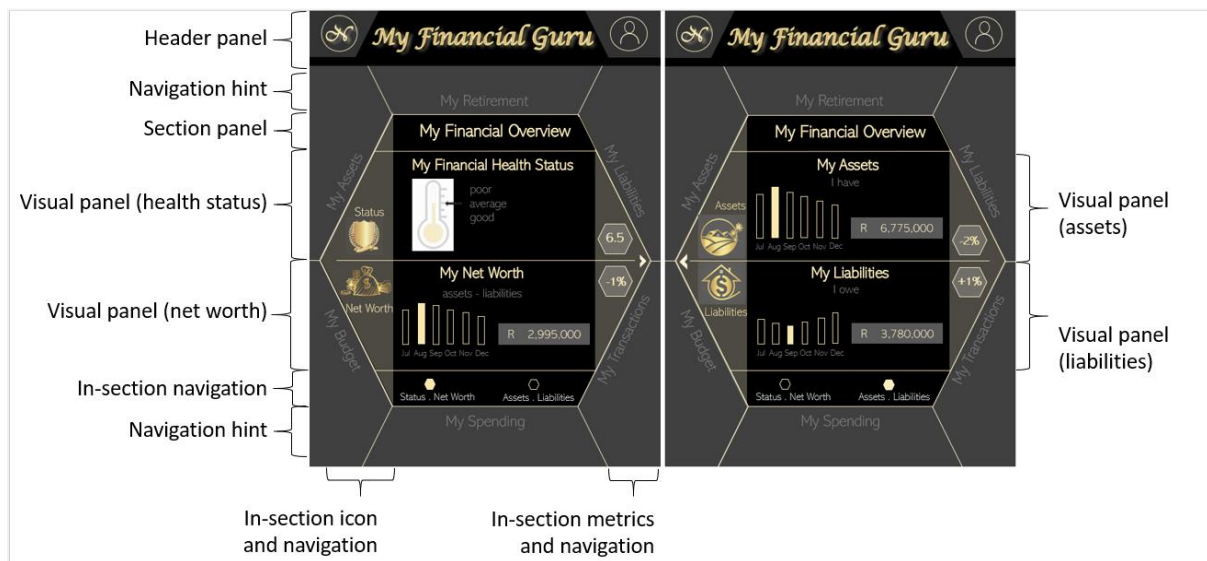 Header panel
Navigation hint
Section panel
Visual panel (health status)
Visual panel (net worth)
In-section navigation
Navigation hint
N
My Financial Guru
My Retirement
My Financial Overview
My Assets
My Liabilities
My Financial Health Status
poor
average
good
Status
6.5
Net Worth
-1%
My Net Worth
assets - liabilities
Jul Aug Sep Oct Nov Dec
R 2,995,000
My Budget
My Transactions
Status . Net Worth
Assets . Liabilities
My Spending
N
My Financial Guru
My Retirement
My Financial Overview
My Assets
My Liabilities
My Assets
I have
Assets
Jul Aug Sep Oct Nov Dec
R 6,775,000
-2%
My Liabilities
I owe
Liabilities
Jul Aug Sep Oct Nov Dec
R 3,780,000
+1%
My Budget
My Transactions
Status . Net Worth
Assets . Liabilities
My Spending
Visual panel
(assets)
Visual panel
(liabilities)
In-section icon
and navigation
In-section metrics
and navigation